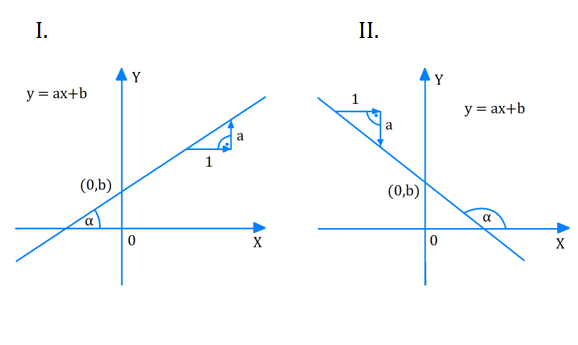 I.
Y
y = ax+b
a
1
(0,b)
α
0
X
II.
Y
1
y = ax+b
a
(0,b)
α
0
X